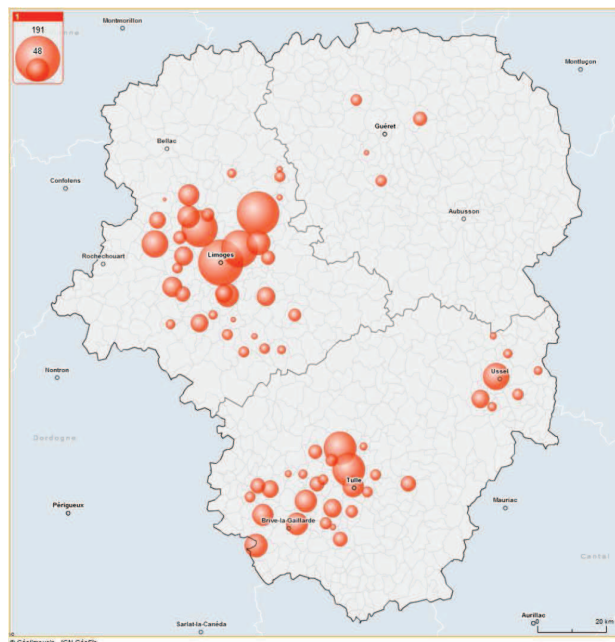 1
191
48
Montmorillon
Montluçon
Guéret
Bellac
Confolens
Aubusson
Rochechouart
Limoges
Nontron
Ussel
Dordogne
Tulle
Périgueux
Mauriac
Brive-la-Gaillarde
Cantal
Sarlat-la-Canéda
Aurillac
0
20 km